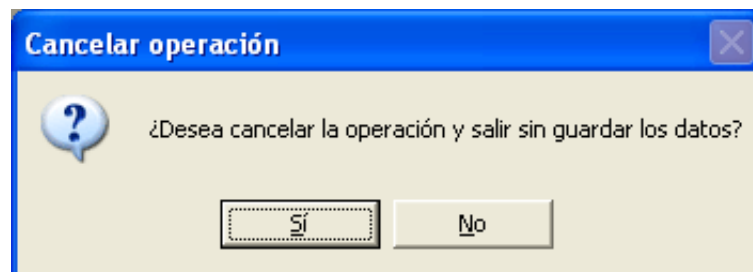 Cancelar operación
¿Desea cancelar la operación y salir sin guardar los datos?
Sí
No